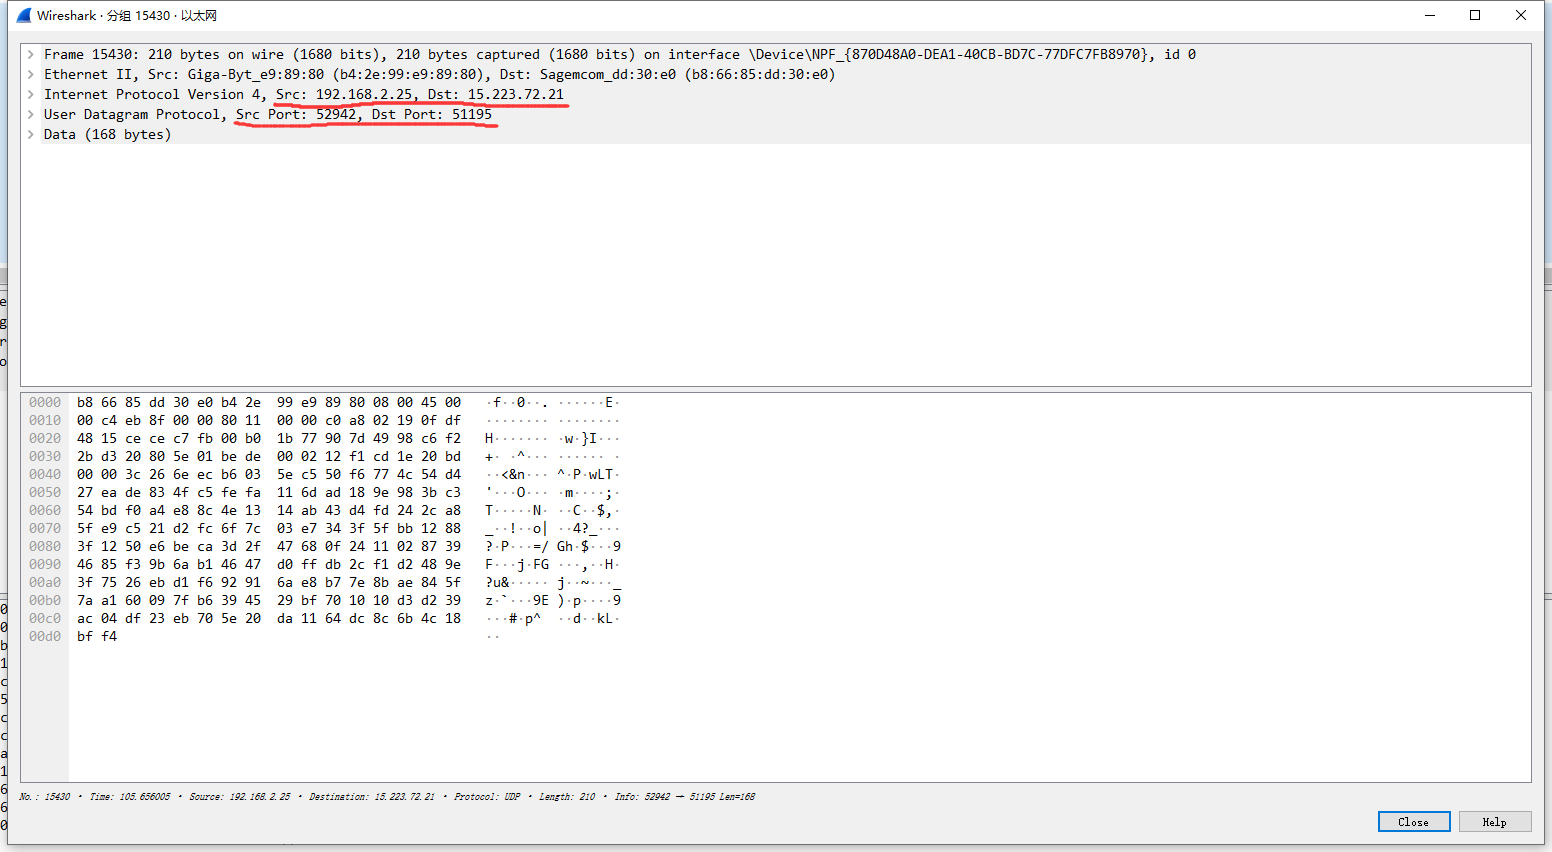 Wireshark · 分组 15430 · 以太网
Frame 15430: 210 bytes on wire (1680 bits), 210 bytes captured (1680 bits) on interface \Device\NPF_{870D48A0-DEA1-40CB-BD7C-77DFC7FB8970}, id 0
Ethernet II, Src: Giga-Byt_e9:89:80 (b4:2e:99:e9:89:80), Dst: Sagemcom_dd:30:e0 (b8:66:85:dd:30:e0)
Internet Protocol Version 4, Src: 192.168.2.25, Dst: 15.223.72.21
User Datagram Protocol, Src Port: 52942, Dst Port: 51195
Data (168 bytes)
0000 b8 66 85 dd 30 e0 b4 2e 99 e9 89 80 08 00 45 00 ·f··0··. ······E·
0010 00 c4 eb 8f 00 00 80 11 00 00 c0 a8 02 19 0f df ········ ········
0020 48 15 ce ce c7 fb 00 b0 1b 77 90 7d 49 98 c6 f2 H······· ·w·}I···
0030 2b d3 20 80 5e 01 be de 00 02 12 f1 cd 1e 20 bd +· ·^··· ······ ·
0040 00 00 3c 26 6e ec b6 03 5e c5 50 f6 77 4c 54 d4 ··<&n··· ^·P·wLT·
0050 27 ea de 83 4f c5 fe fa 11 6d ad 18 9e 98 3b c3 '···O··· ·m····;·
0060 54 bd f0 a4 e8 8c 4e 13 14 ab 43 d4 fd 24 2c a8 T·····N· ··C··$,·
0070 5f e9 c5 21 d2 fc 6f 7c 03 e7 34 3f 5f bb 12 88 _··!··o| ··4?_···
0080 3f 12 50 e6 be ca 3d 2f 47 68 0f 24 11 02 87 39 ?·P···=/ Gh·$···9
0090 46 85 f3 9b 6a b1 46 47 d0 ff db 2c f1 d2 48 9e F···j·FG ···,··H·
00a0 3f 75 26 eb d1 f6 92 91 6a e8 b7 7e 8b ae 84 5f ?u&····· j··~···_
00b0 7a a1 60 09 7f b6 39 45 29 bf 70 10 10 d3 d2 39 z·`···9E )·p····9
00c0 ac 04 df 23 eb 70 5e 20 da 11 64 dc 8c 6b 4c 18 ···#·p^  ··d··kL·
00d0 bf f4 ··
No.: 15430 · Time: 105.656005 · Source: 192.168.2.25 · Destination: 15.223.72.21 · Protocol: UDP · Length: 210 · Info: 52942 → 51195 Len=168
Close Help